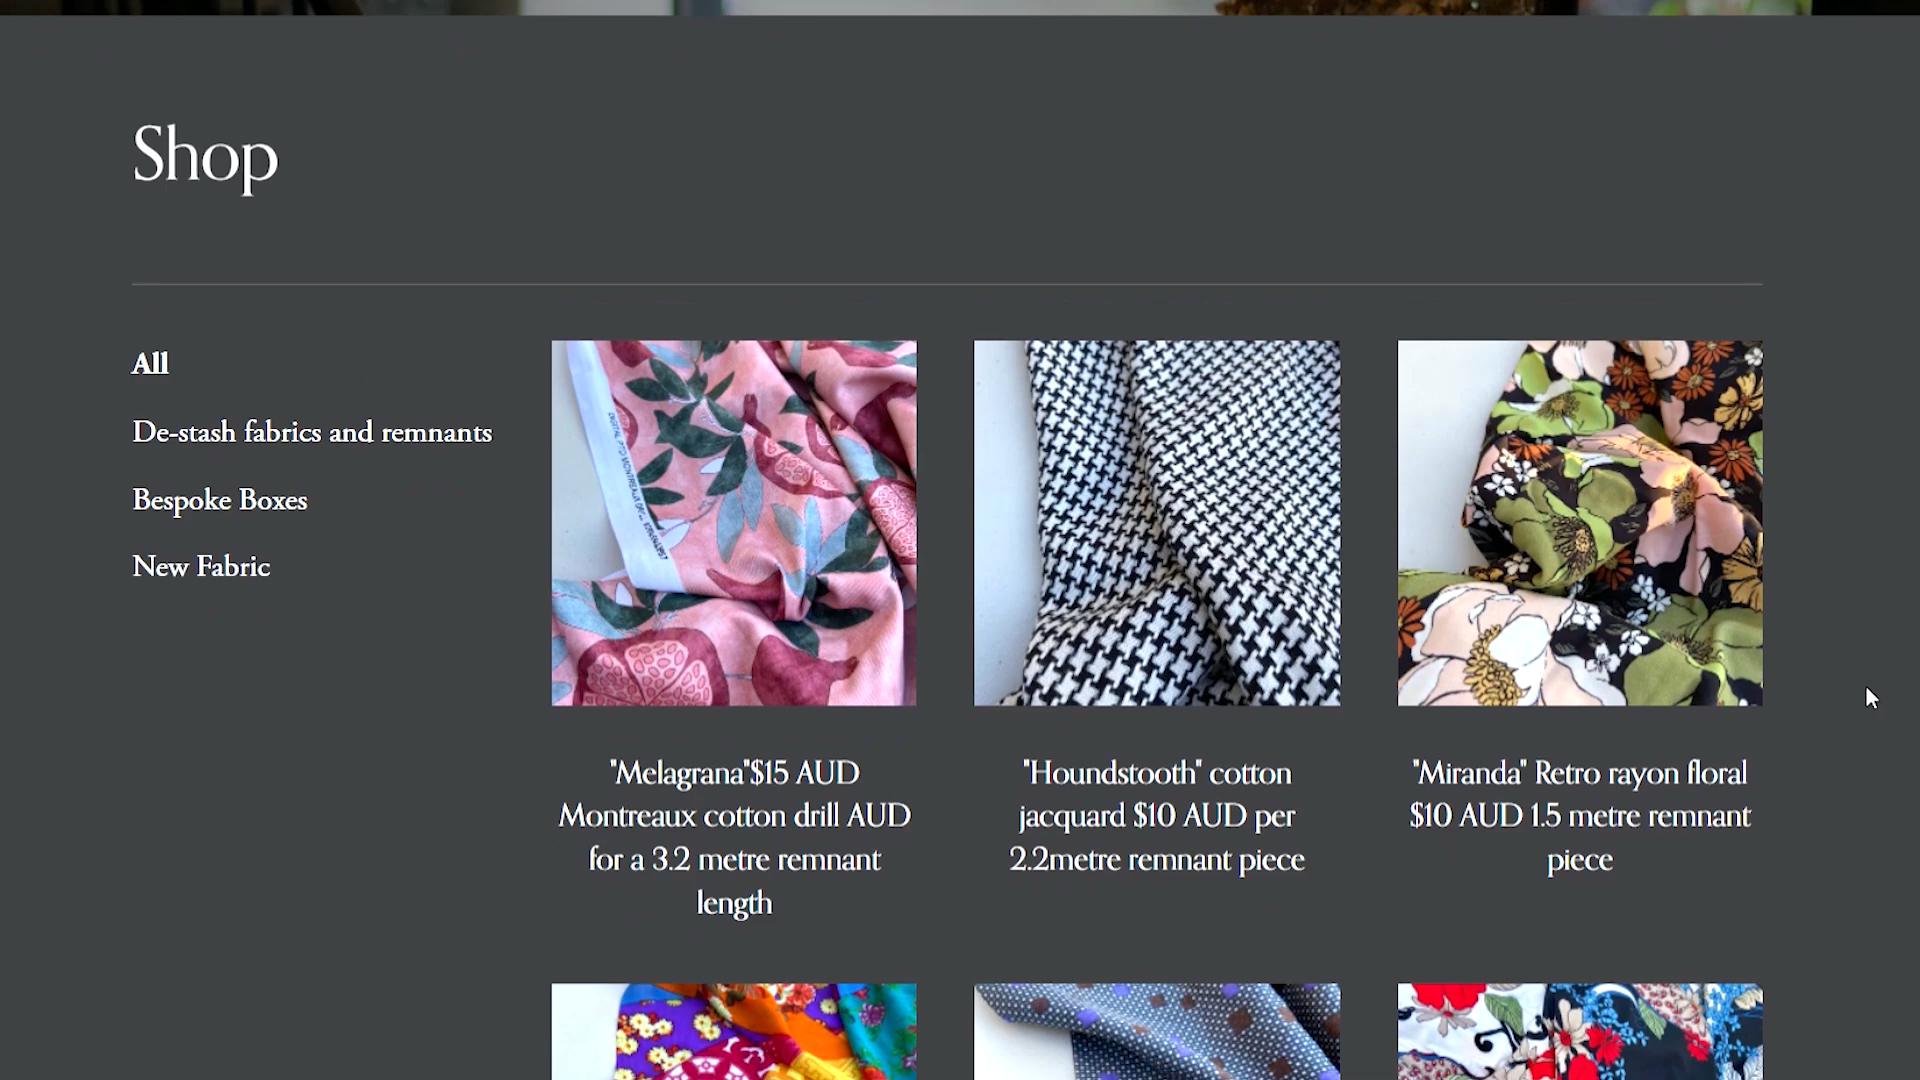 Shop
All
De-stash fabrics and remnants
Bespoke Boxes
New Fabric
"Melagrana"$15 AUD
Montreaux cotton drill AUD
for a 3.2 metre remnant
length
"Houndstooth" cotton
jacquard $10 AUD per
2.2metre remnant piece
"Miranda" Retro rayon floral
$10 AUD 1.5 metre remnant
piece